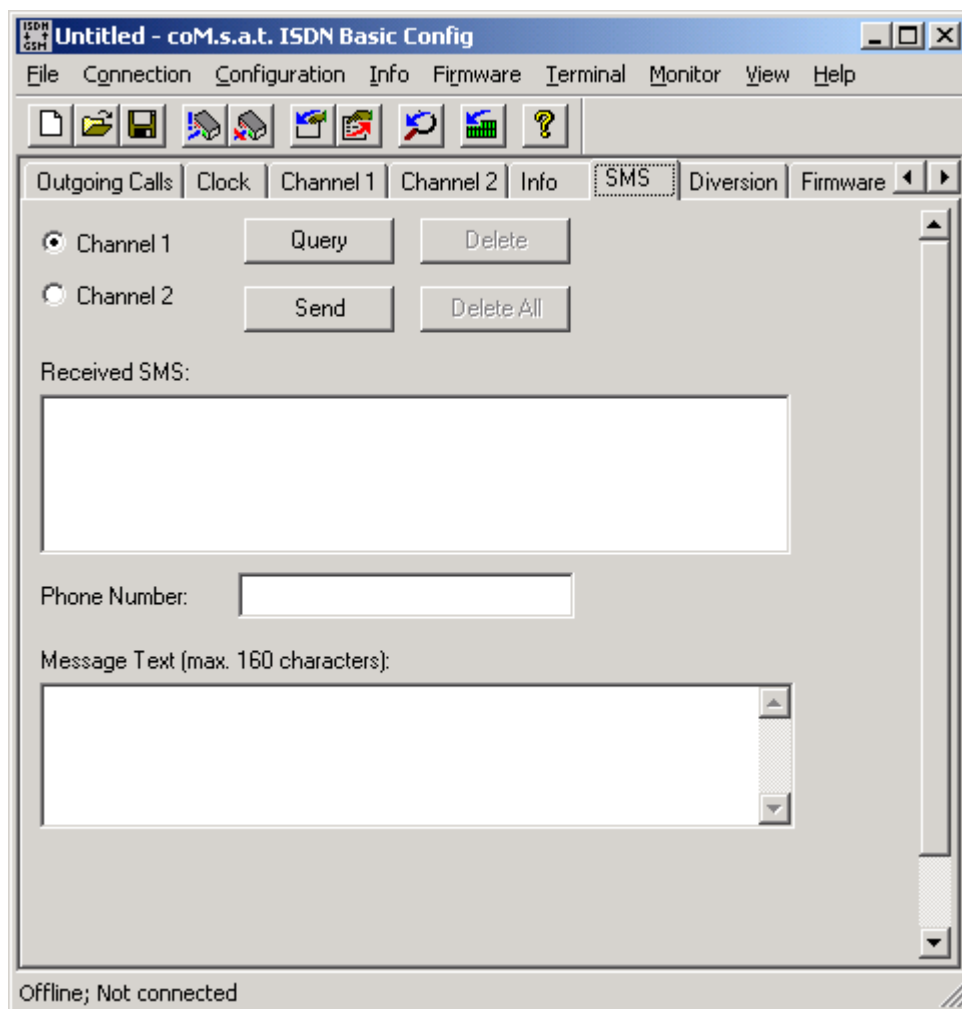 ISDN
GSM
Untitled - coM.s.a.t. ISDN Basic Config
File Connection Configuration Info Firmware Terminal Monitor View Help
Outgoing Calls Clock Channel 1 Channel 2 Info SMS Diversion Firmware
Channel 1 Query Delete
Channel 2 Send Delete All
Received SMS:
Phone Number:
Message Text (max. 160 characters):
Offline; Not connected